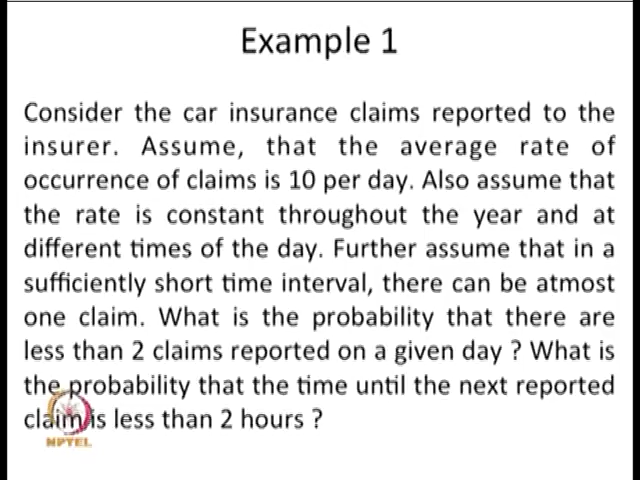 Example 1
Consider the car insurance claims reported to the
insurer. Assume, that the average rate of
occurrence of claims is 10 per day. Also assume that
the rate is constant throughout the year and at
different times of the day. Further assume that in a
sufficiently short time interval, there can be atmost
one claim. What is the probability that there are
less than 2 claims reported on a given day ? What is
the probability that the time until the next reported
claim is less than 2 hours ?
NPTEL